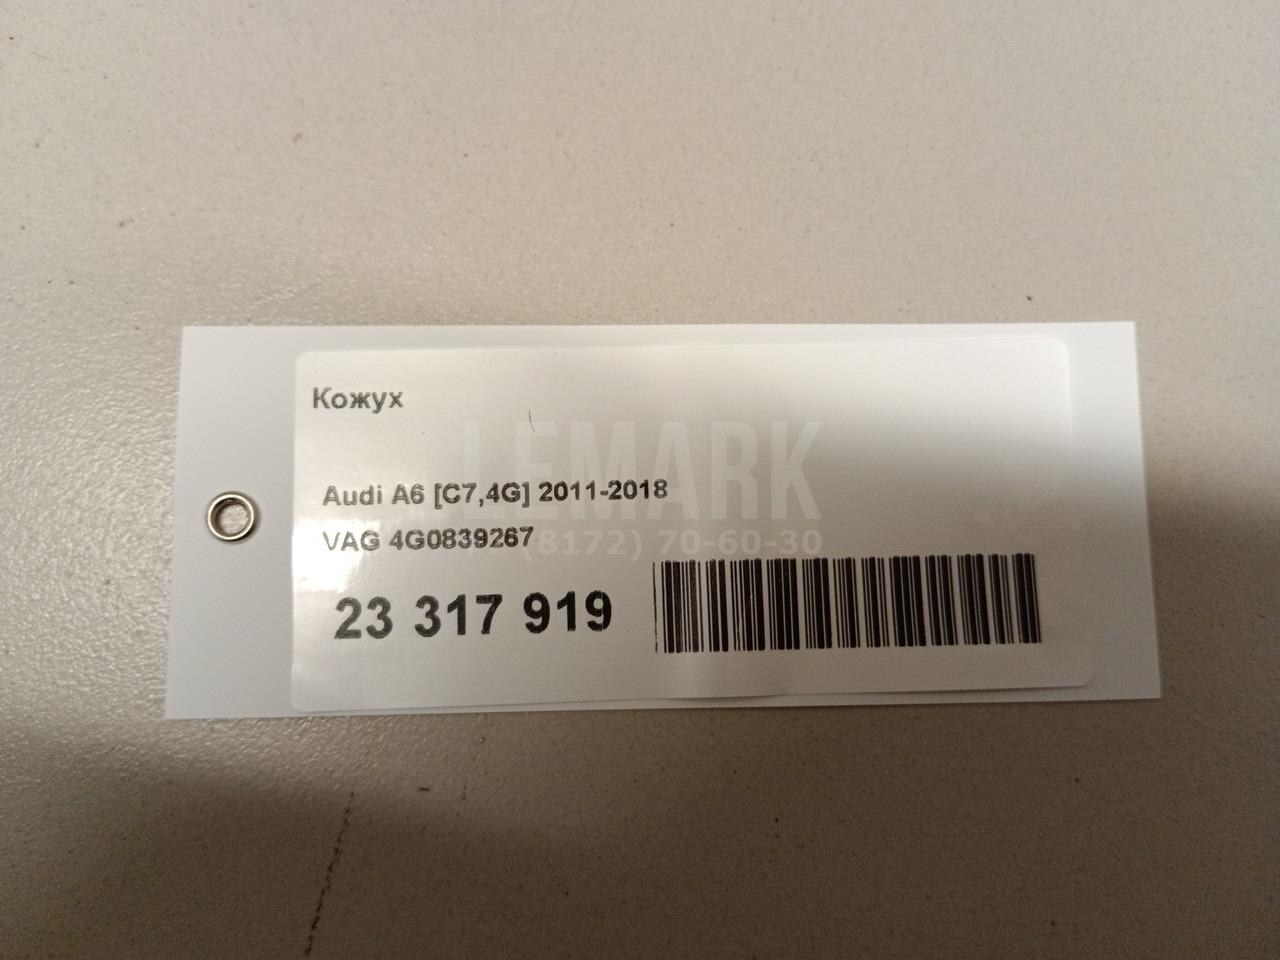 Кожух
LEMARK
Audi A6 [C7,4G] 2011-2018
VAG 4G0839267
(8172) 70-60-30
23 317 919